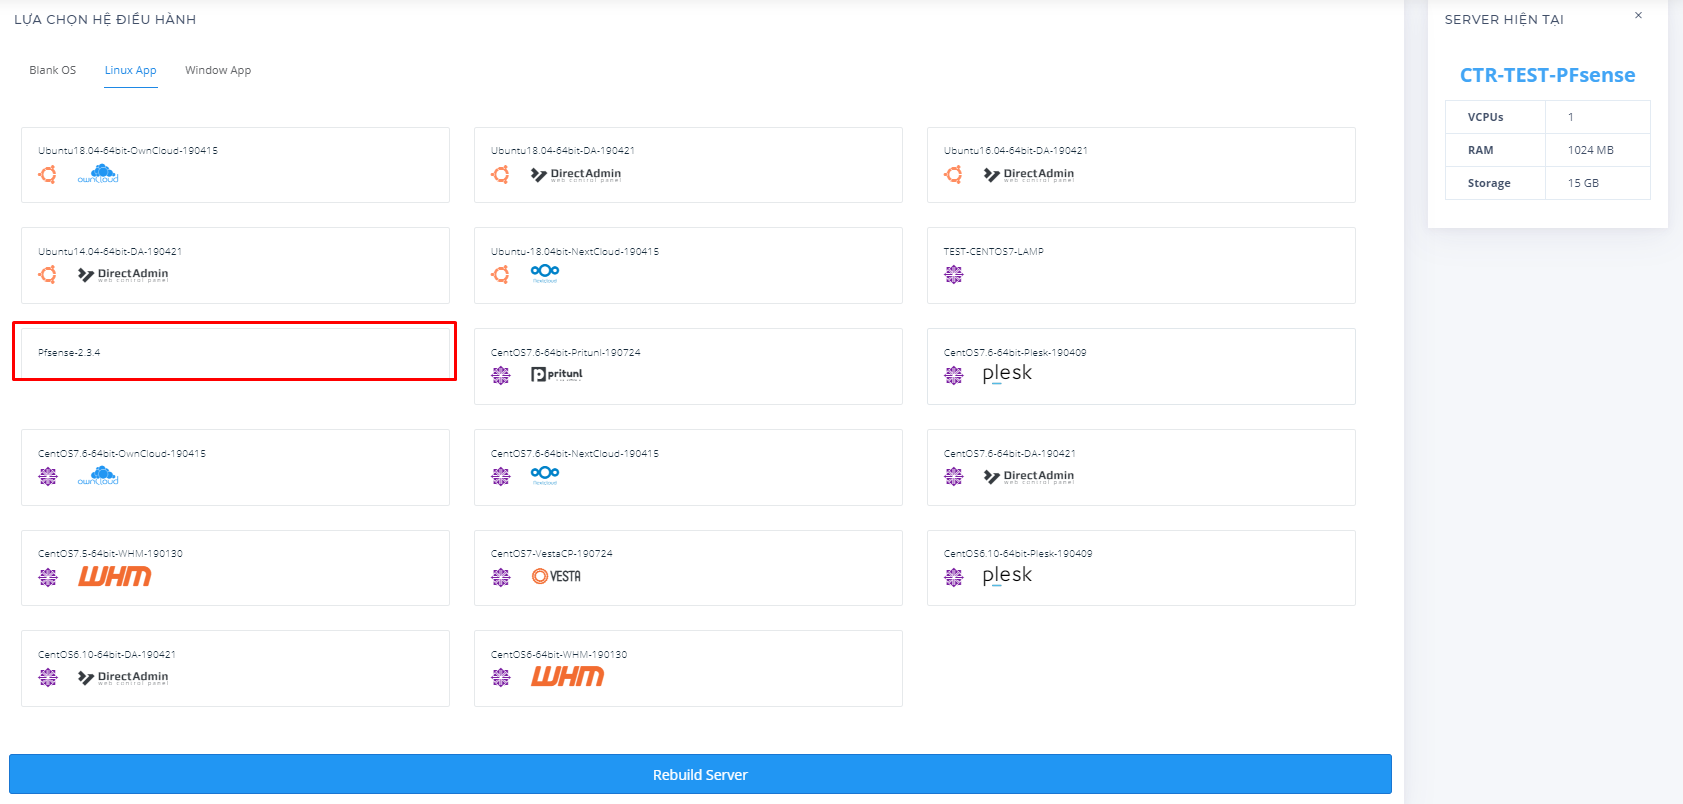 LỰA CHỌN HỆ ĐIỀU HÀNH
Blank OS Linux App Window App
Ubuntu18.04-64bit-OwnCloud-190415
ownCloud
Ubuntu18.04-64bit-DA-190421
DirectAdmin
web control panel
Ubuntu16.04-64bit-DA-190421
DirectAdmin
web control panel
Ubuntu14.04-64bit-DA-190421
DirectAdmin
web control panel
Ubuntu-18.04bit-NextCloud-190415
Nextcloud
TEST-CENTOS7-LAMP
Pfsense-2.3.4
CentOS7.6-64bit-Pritunl-190724
pritunl
CentOS7.6-64bit-Plesk-190409
plesk
CentOS7.6-64bit-OwnCloud-190415
ownCloud
CentOS7.6-64bit-NextCloud-190415
Nextcloud
CentOS7.6-64bit-DA-190421
DirectAdmin
web control panel
CentOS7.5-64bit-WHM-190130
WHM
CentOS7-VestaCP-190724
VESTA
CentOS6.10-64bit-Plesk-190409
plesk
CentOS6.10-64bit-DA-190421
DirectAdmin
web control panel
CentOS6-64bit-WHM-190130
WHM
Rebuild Server
SERVER HIỆN TẠI ×
CTR-TEST-PFsense
VCPUs 1
RAM 1024 MB
Storage 15 GB